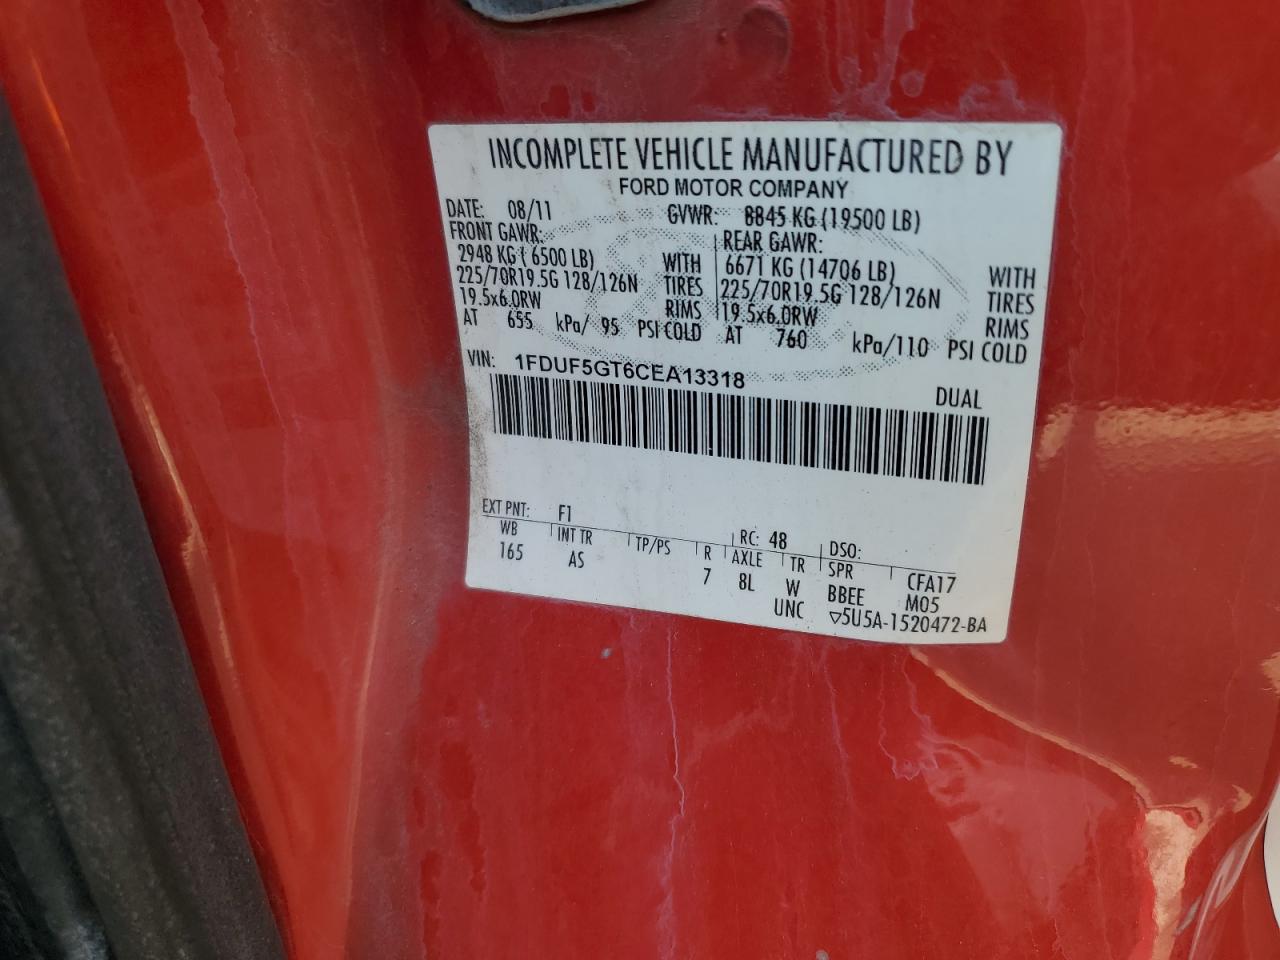 INCOMPLETE VEHICLE MANUFACTURED BY
FORD MOTOR COMPANY
DATE: 08/11 GVWR: 8845 KG (19500 LB)
FRONT GAWR: REAR GAWR:
2948 KG ( 6500 LB) WITH 6671 KG (14706 LB) WITH
225/70R19.5G 128/126N TIRES 225/70R19.5G 128/126N TIRES
19.5x6.0RW RIMS 19.5x6.0RW RIMS
AT 655 kPa/ 95 PSI COLD AT 760 kPa/110 PSI COLD
VIN: 1FDUF5GT6CEA13318
DUAL
EXT PNT: F1 RC: 48 DSO:
WB INT TR TP/PS R AXLE TR SPR CFA17
165 AS 7 8L W BBEE M05
UNC ▽5U5A-1520472-BA